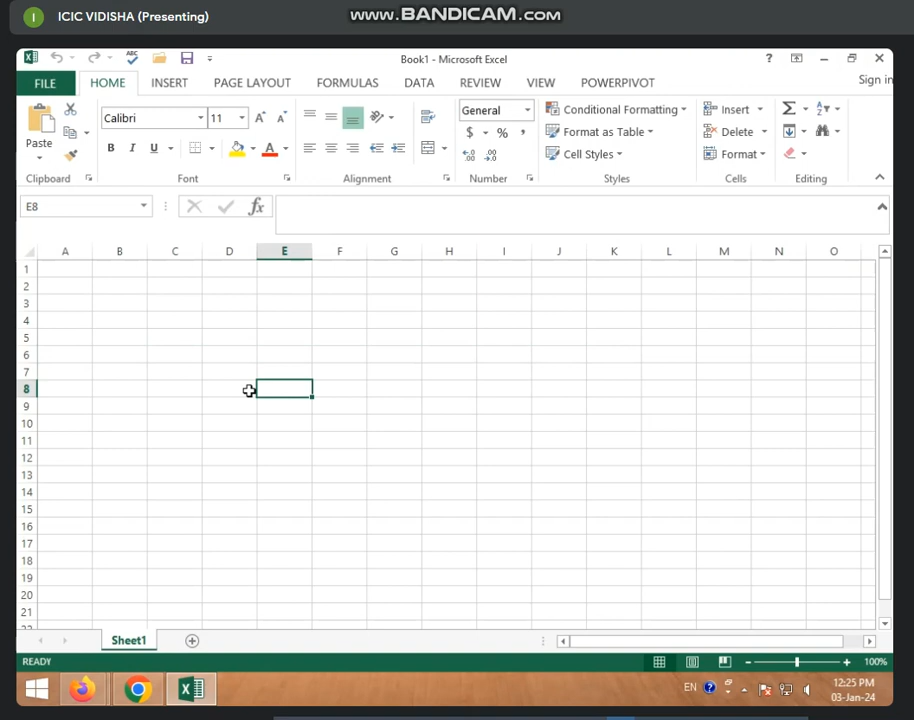 I ICIC VIDISHA (Presenting)
WWW.BANDICAM.COM
Book1 - Microsoft Excel
FILE HOME INSERT PAGE LAYOUT FORMULAS DATA REVIEW VIEW POWERPIVOT Sign in
Calibri 11 General Conditional Formatting Insert
Paste B I U $ % , Format as Table Delete
Cell Styles Format
Clipboard Font Alignment Number Styles Cells Editing
E8 fx
A B C D E F G H I J K L M N O
1
2
3
4
5
6
7
8
9
10
11
12
13
14
15
16
17
18
19
20
21
Sheet1
READY 100%
EN 12:25 PM
03-Jan-24